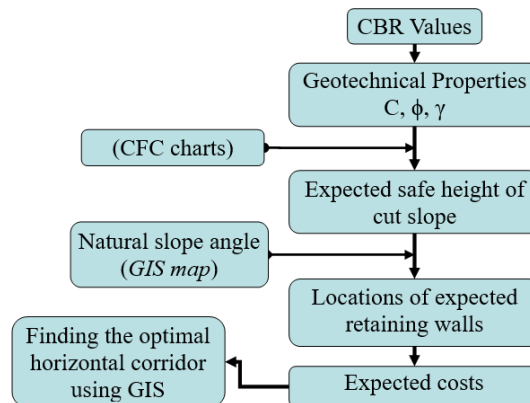 CBR Values
Geotechnical Properties
C, ϕ, γ
(CFC charts)
Expected safe height of
cut slope
Natural slope angle
(GIS map)
Locations of expected
retaining walls
Finding the optimal
horizontal corridor
using GIS
Expected costs